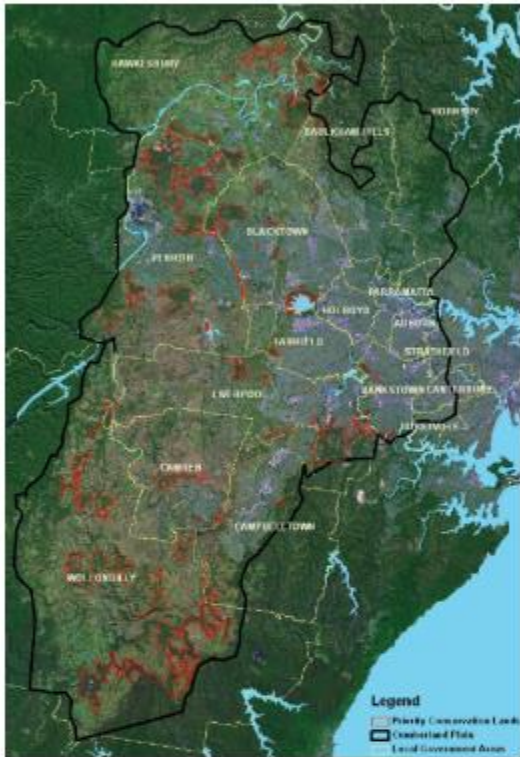 HAWKESBURY
HORNSBY
BAULKHAM HILLS
BLACKTOWN
PENRITH
PARRAMATTA
HOLROYD
AUBURN
FAIRFIELD
STRATHFIELD
LIVERPOOL
BANKSTOWN CANTERBURY
CAMDEN
CAMPBELLTOWN
WOLLONDILLY
Legend
Priority Conservation Lands
Cumberland Plain
Local Government Areas